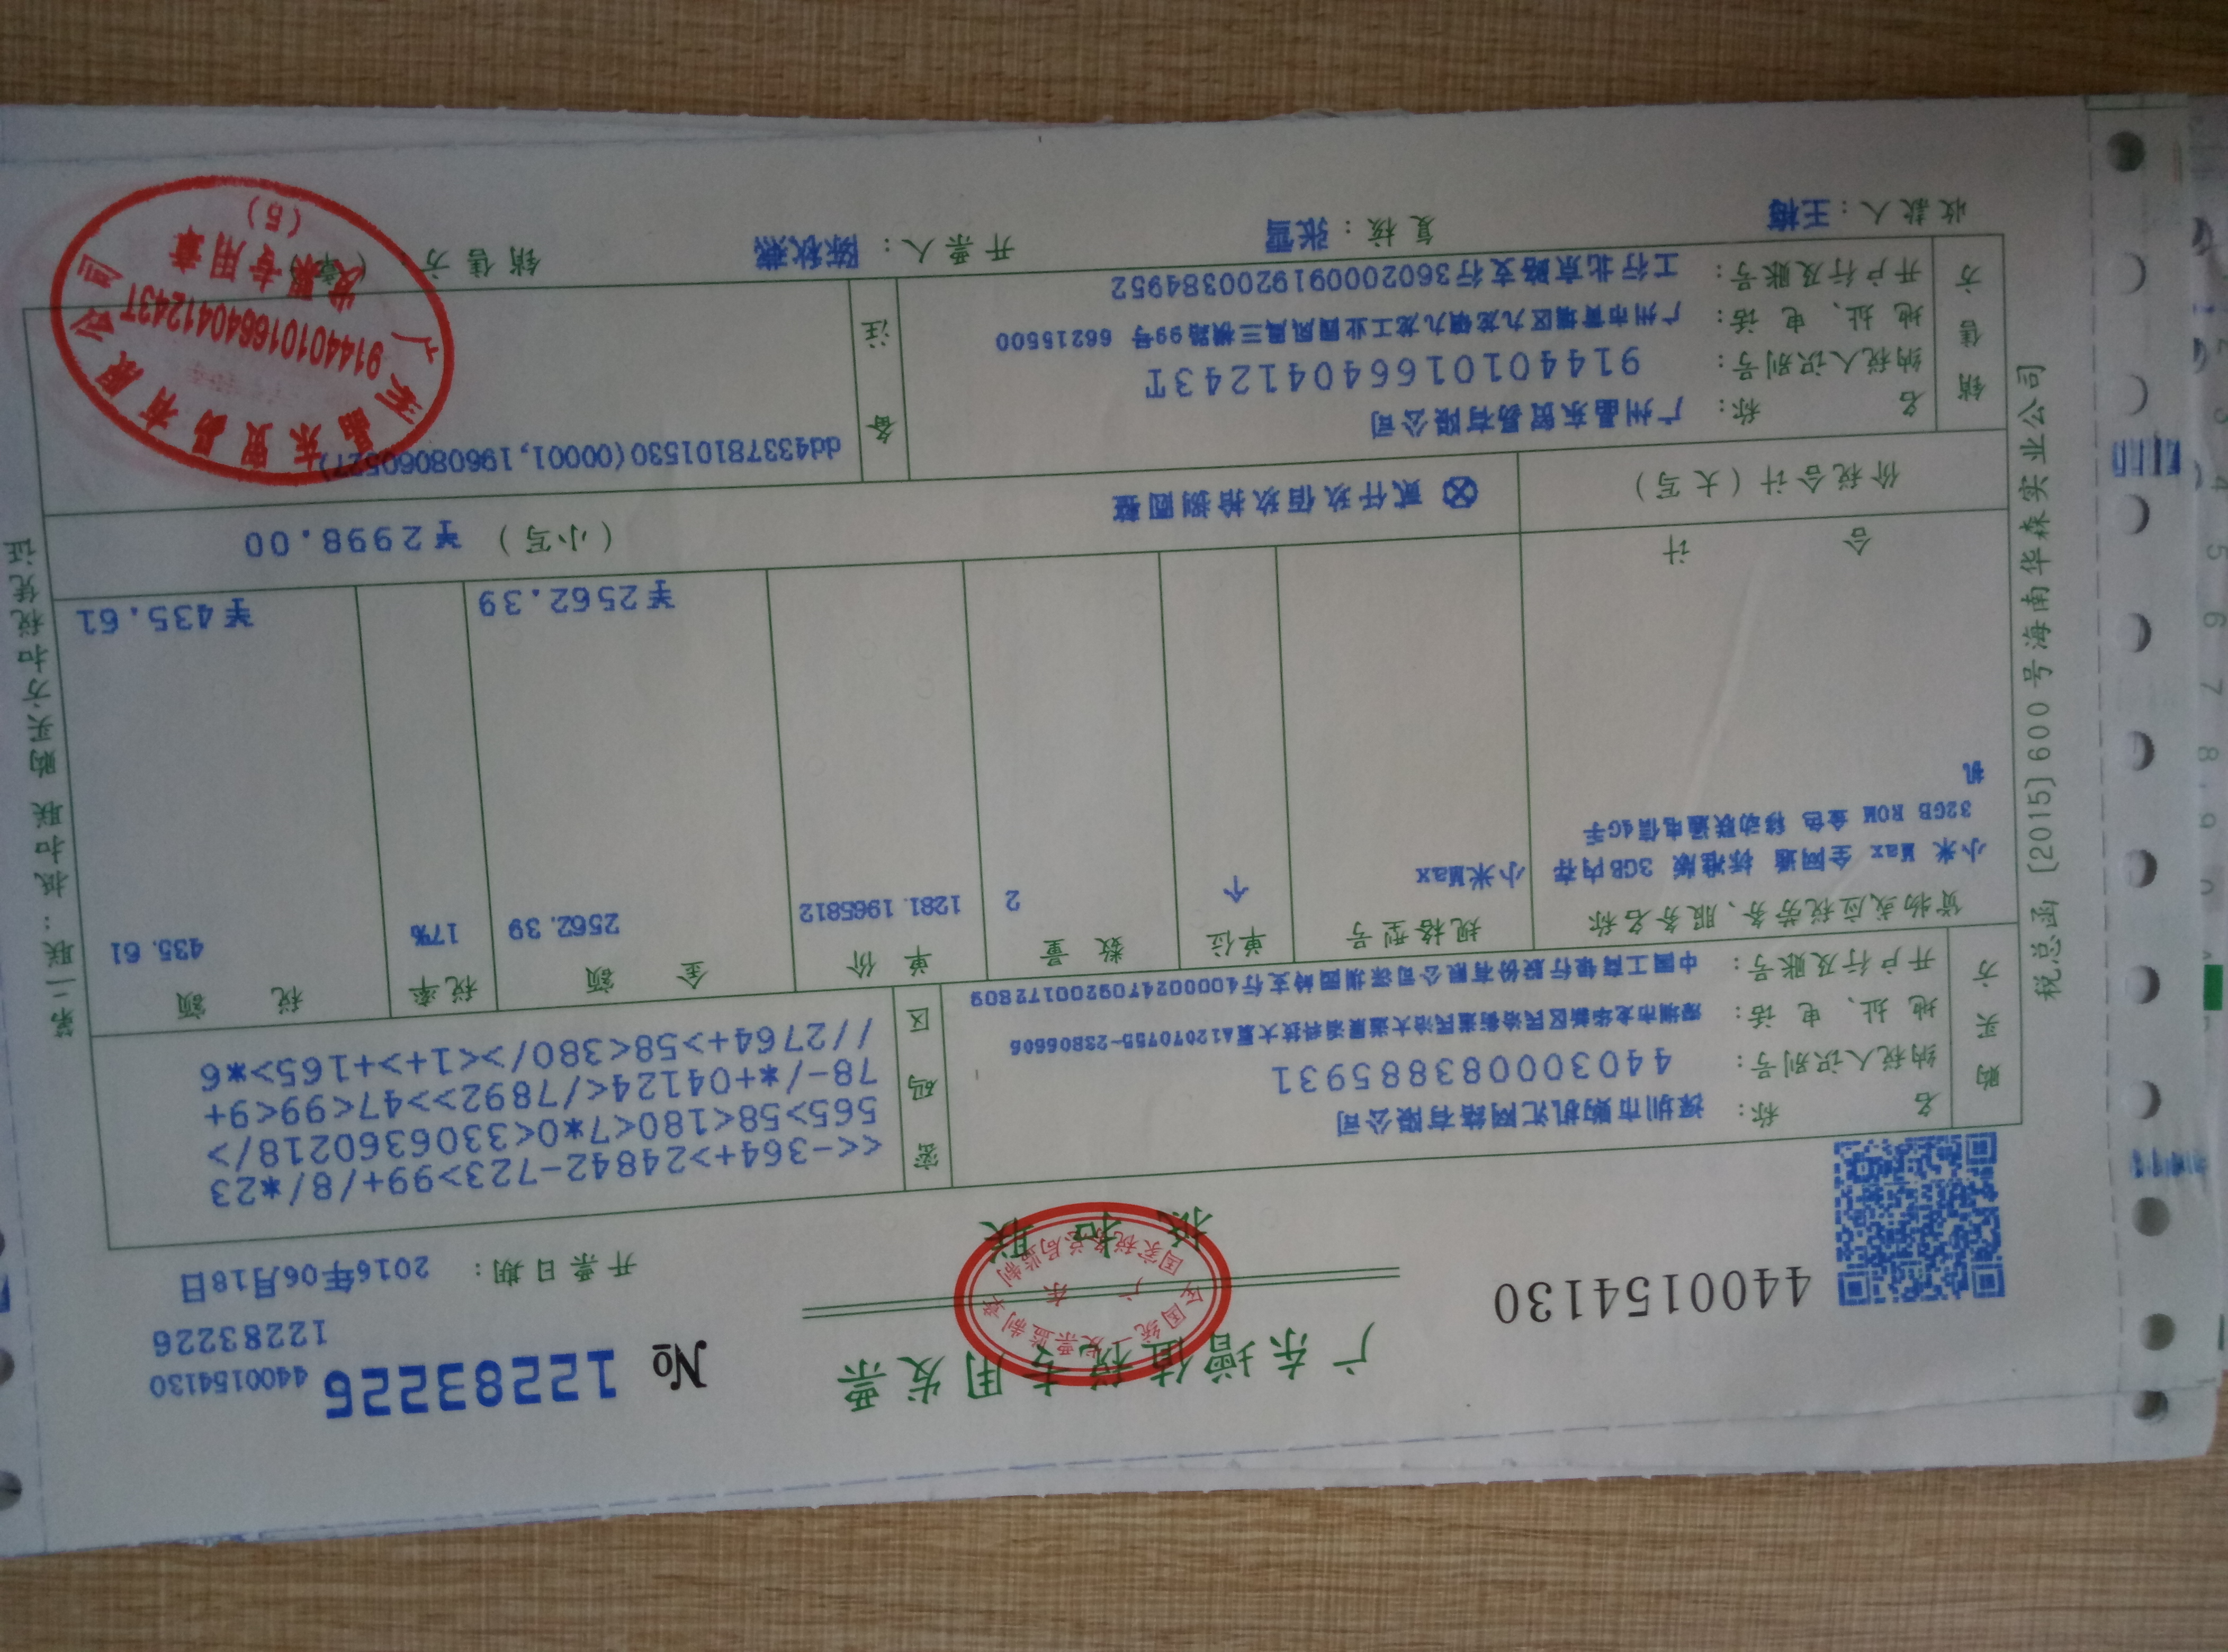 4400154130
广东增值税专用发票
抵扣联
全国统一发票监制章
广东
国家税务总局监制
№ 12283226
4400154130
12283226
开票日期: 2016年06月18日
购买方
名 称: 深圳市购机汇网络有限公司
纳税人识别号: 440300083885931
地址、电话: 深圳市龙华新区民治街道民治大道展滔科技大厦A12070755-23806606
开户行及账号: 中国工商银行股份有限公司深圳园岭支行4000024709200172809
密码区
<<-364+>24842-723>99+/8/*23
565>58<180<7*0<3306360218/>
78-/*+04124</7892>>47<99<9+
//2764+>58<380/><1+>+165>*6
货物或应税劳务、服务名称 规格型号 单位 数量 单价 金额 税率 税额
小米 Max 全网通 标准版 3GB内存 小米Max 个 2 1281.1965812 2562.39 17% 435.61
32GB ROM 金色 移动联通电信4G手
机
合计 ¥2562.39 ¥435.61
价税合计(大写) ⊗贰仟玖佰玖拾捌圆整 (小写) ¥2998.00
销售方
名 称: 广州晶东贸易有限公司
纳税人识别号: 91440101664041243T
地址、电话: 广州市黄埔区九龙镇九龙工业园凤凰三横路99号 66215500
开户行及账号: 工行北京路支行3602000919200384952
备注
dd43378101530(00001,19608060527)
收款人: 王梅 复核: 张雪 开票人: 陈秋燕 销售方:(章)
广州晶东贸易有限公司
91440101664041243T
发票专用章
(5)
税总函〔2015〕600号海南华森实业公司
第二联:抵扣联 购买方扣税凭证